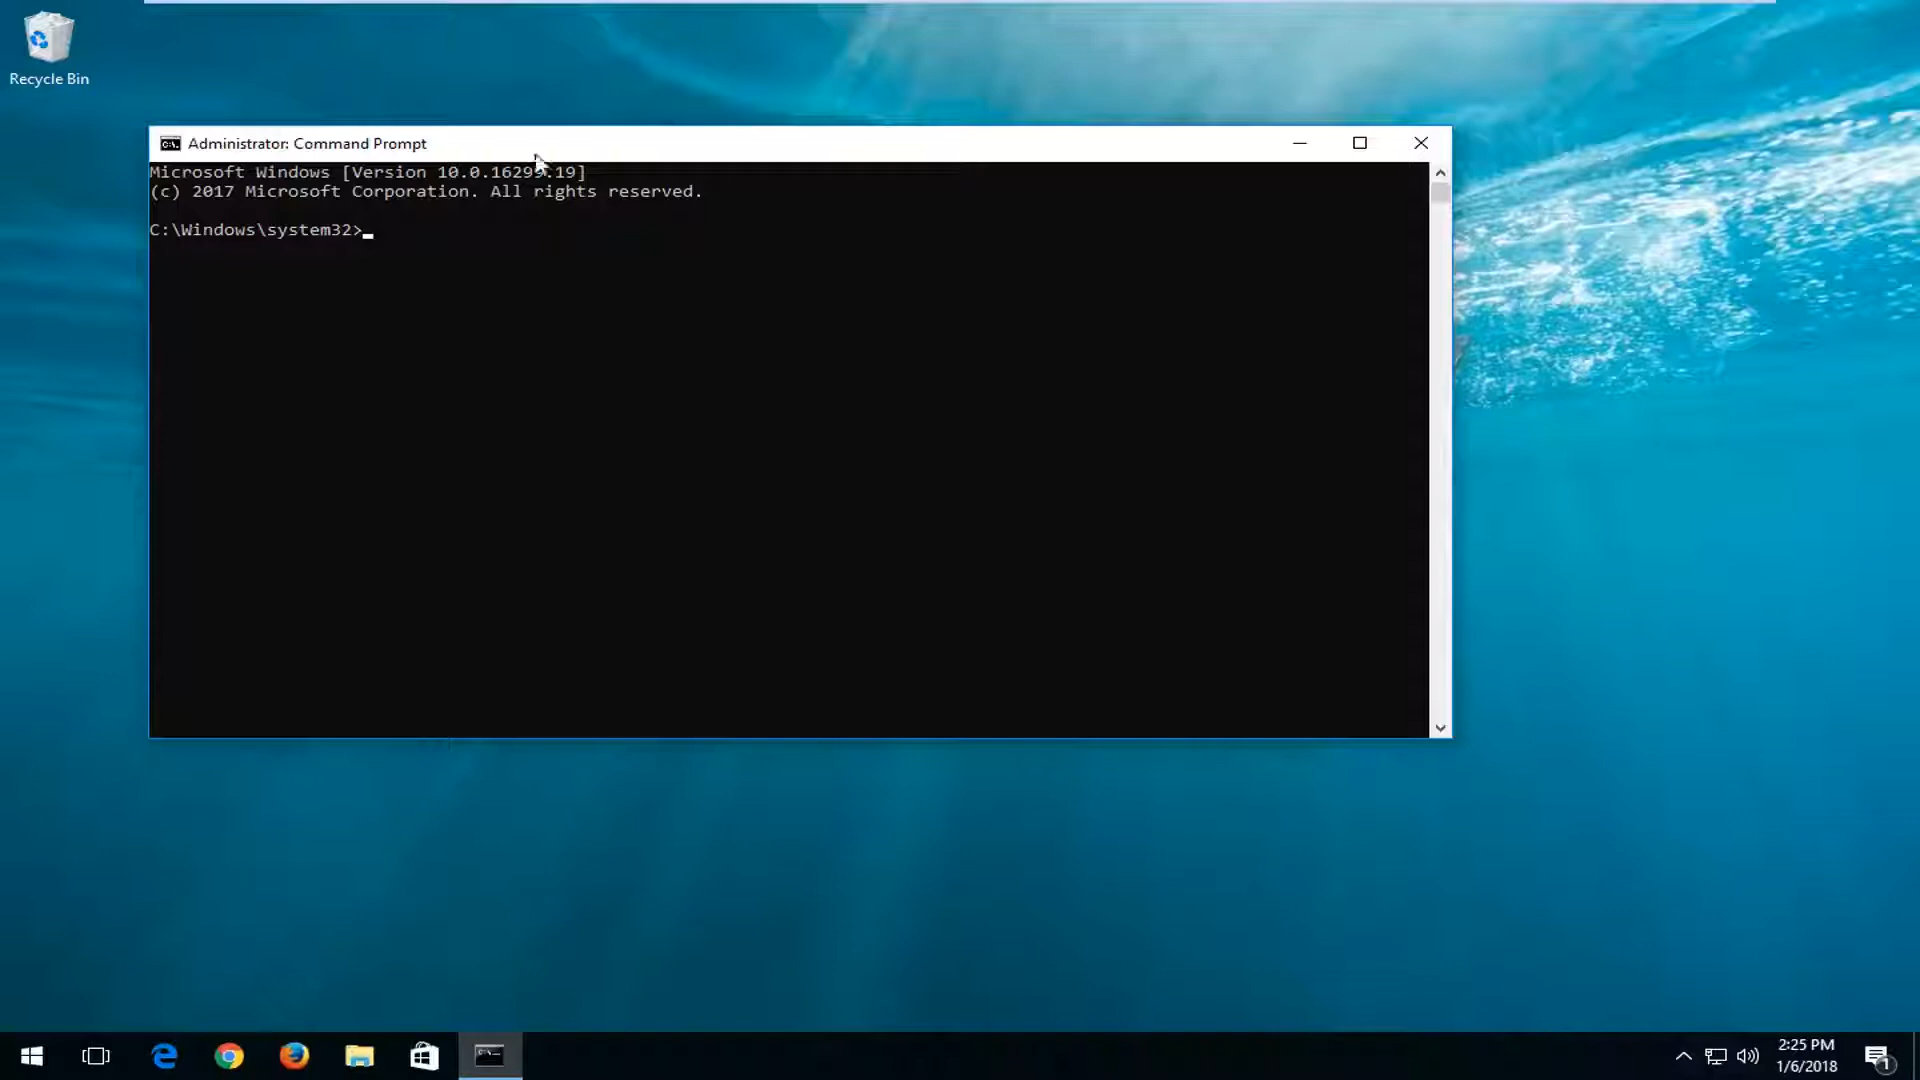 Recycle Bin
Administrator: Command Prompt
Microsoft Windows [Version 10.0.16299.19]
(c) 2017 Microsoft Corporation. All rights reserved.
C:\Windows\system32>_
2:25 PM
1/6/2018
1